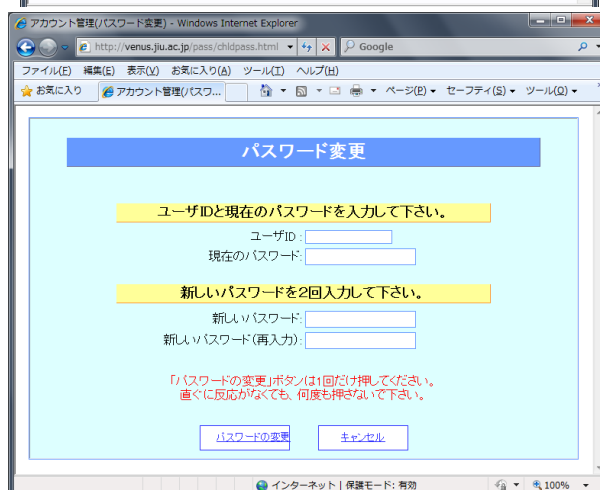 アカウント管理(パスワード変更) - Windows Internet Explorer
http://venus.jiu.ac.jp/pass/chldpass.html
Google
ファイル(F) 編集(E) 表示(V) お気に入り(A) ツール(T) ヘルプ(H)
お気に入り アカウント管理(パスワ... ページ(P) セーフティ(S) ツール(O)
パスワード変更
ユーザIDと現在のパスワードを入力して下さい。
ユーザID :
現在のパスワード:
新しいパスワードを2回入力して下さい。
新しいパスワード:
新しいパスワード(再入力):
「パスワードの変更」ボタンは1回だけ押してください。
直ぐに反応がなくても、何度も押さないで下さい。
パスワードの変更 キャンセル
インターネット | 保護モード: 有効 100%